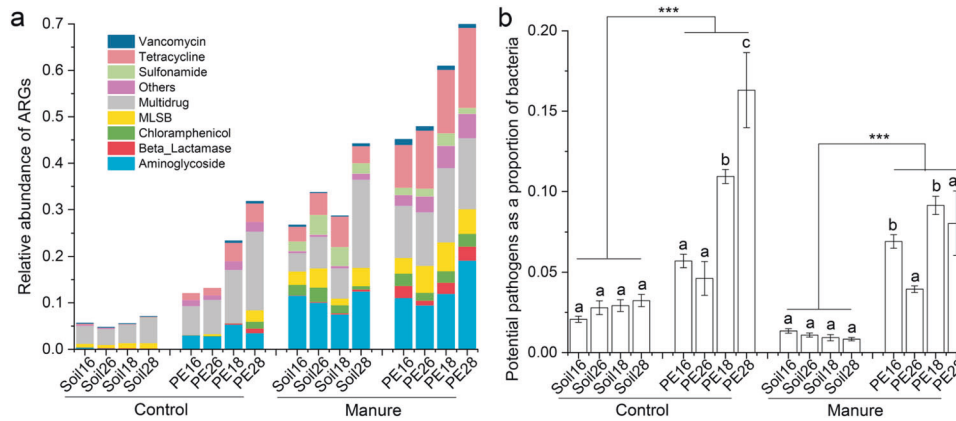 a
Relative abundance of ARGs
0.7
0.6
0.5
0.4
0.3
0.2
0.1
0.0
Vancomycin
Tetracycline
Sulfonamide
Others
Multidrug
MLSB
Chloramphenicol
Beta_Lactamase
Aminoglycoside
Soil16 Soil26 Soil18 Soil28 PE16 PE26 PE18 PE28 Soil16 Soil26 Soil18 Soil28 PE16 PE26 PE18 PE28
Control Manure
b
Potential pathogens as a proportion of bacteria
0.20
0.15
0.10
0.05
0.00
*** ***
a a a a a a b c a a a a b a b a
Soil16 Soil26 Soil18 Soil28 PE16 PE26 PE18 PE28 Soil16 Soil26 Soil18 Soil28 PE16 PE26 PE18 PE28
Control Manure